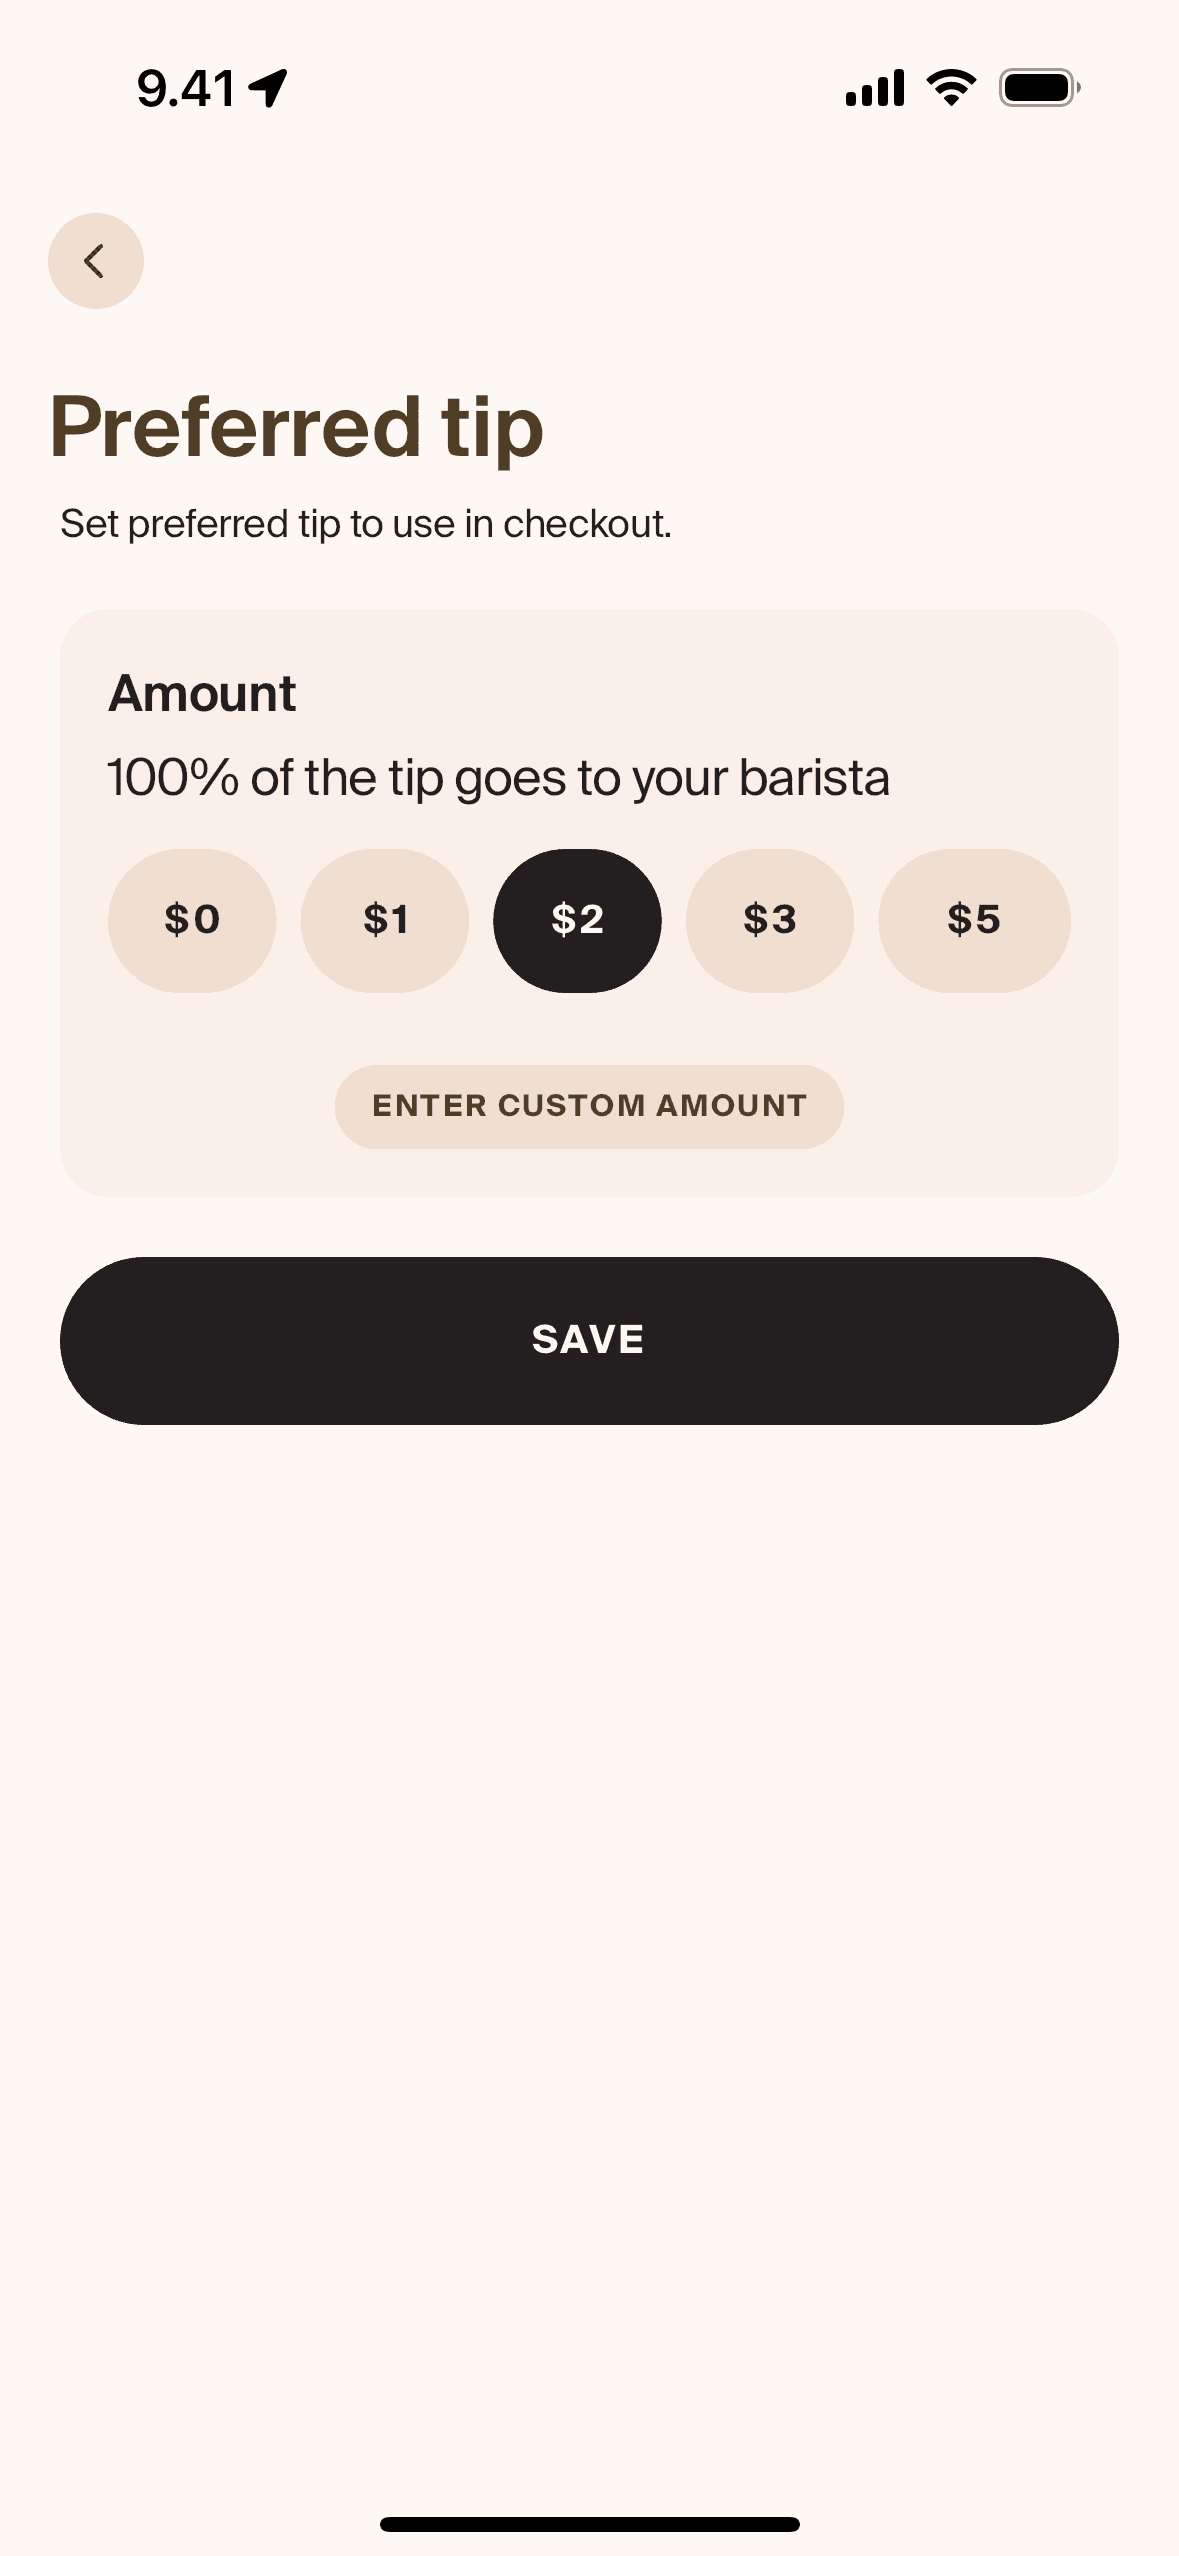 9.41
Preferred tip
Set preferred tip to use in checkout.
Amount
100% of the tip goes to your barista
$0 $1 $2 $3 $5
ENTER CUSTOM AMOUNT
SAVE